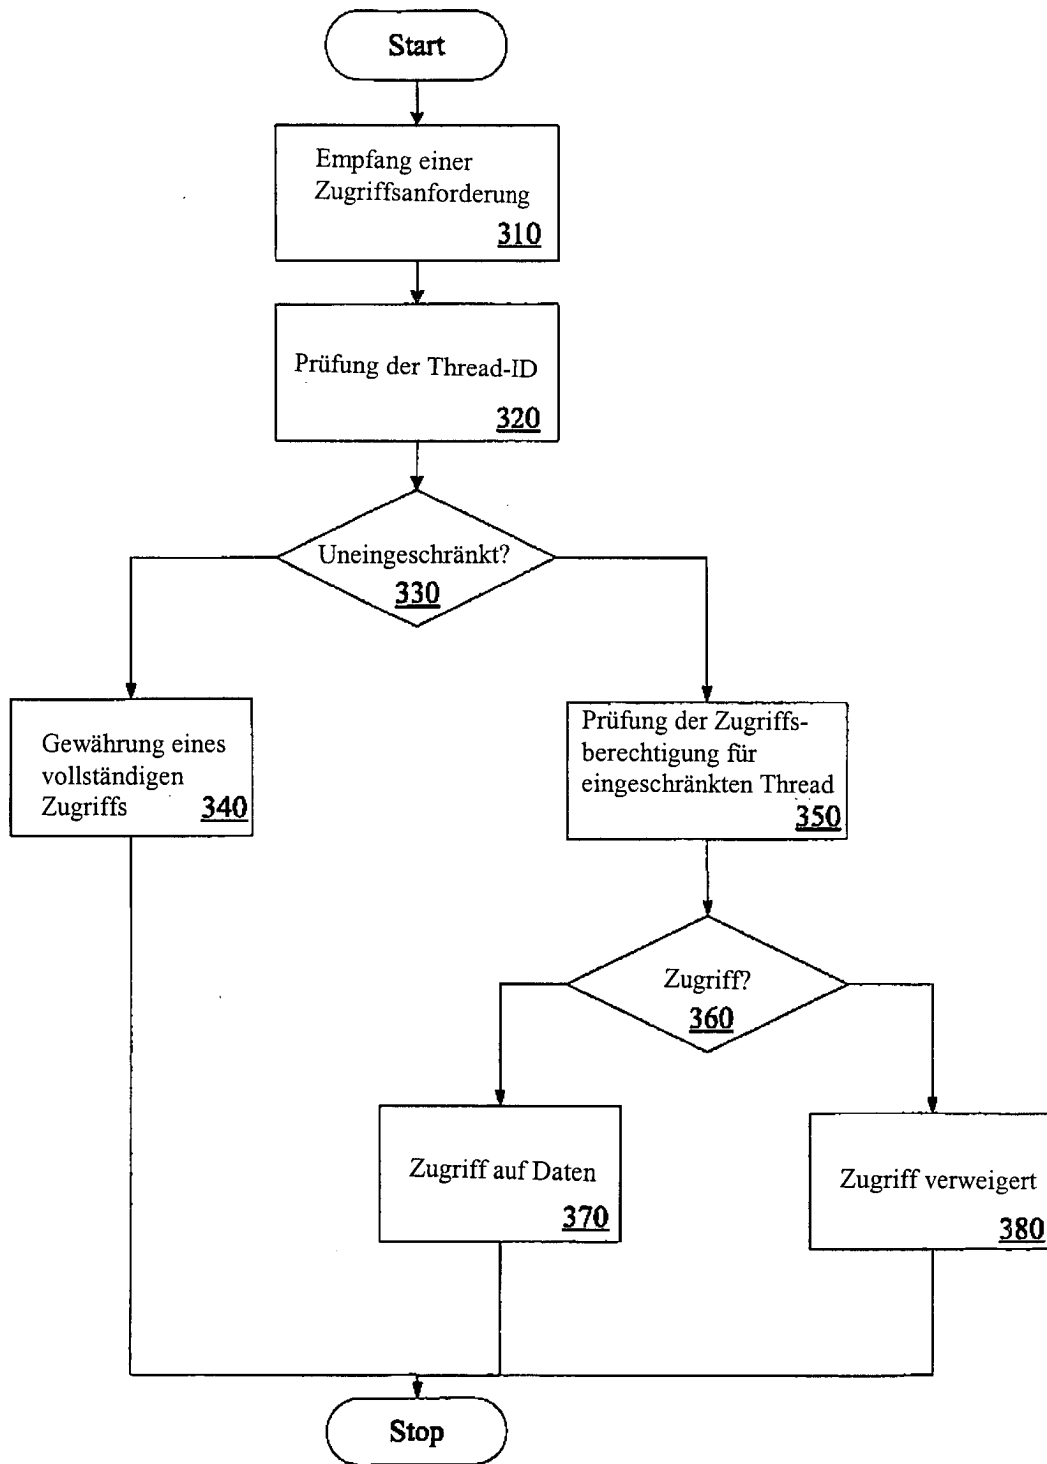 Start
Empfang einer
Zugriffsanforderung
310
Prüfung der Thread-ID
320
Uneingeschränkt?
330
Gewährung eines
vollständigen
Zugriffs 340
Prüfung der Zugriffs-
berechtigung für
eingeschränkten Thread
350
Zugriff?
360
Zugriff auf Daten
370
Zugriff verweigert
380
Stop